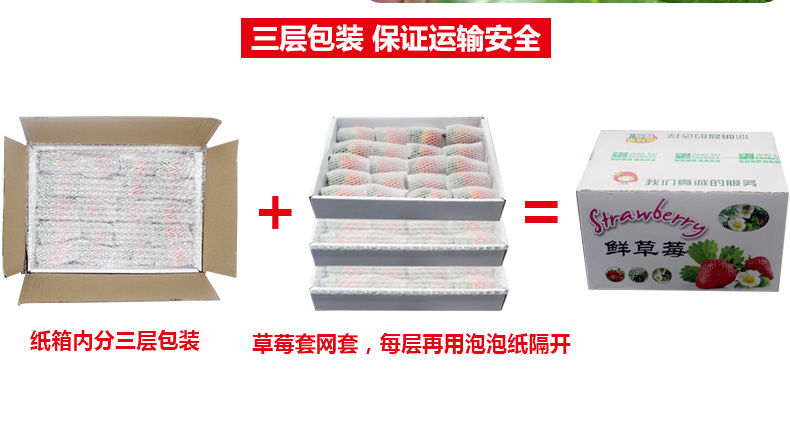 三层包装 保证运输安全
+
=
我们真诚的服务
Strawberry
鲜草莓
纸箱内分三层包装
草莓套网套，每层再用泡泡纸隔开